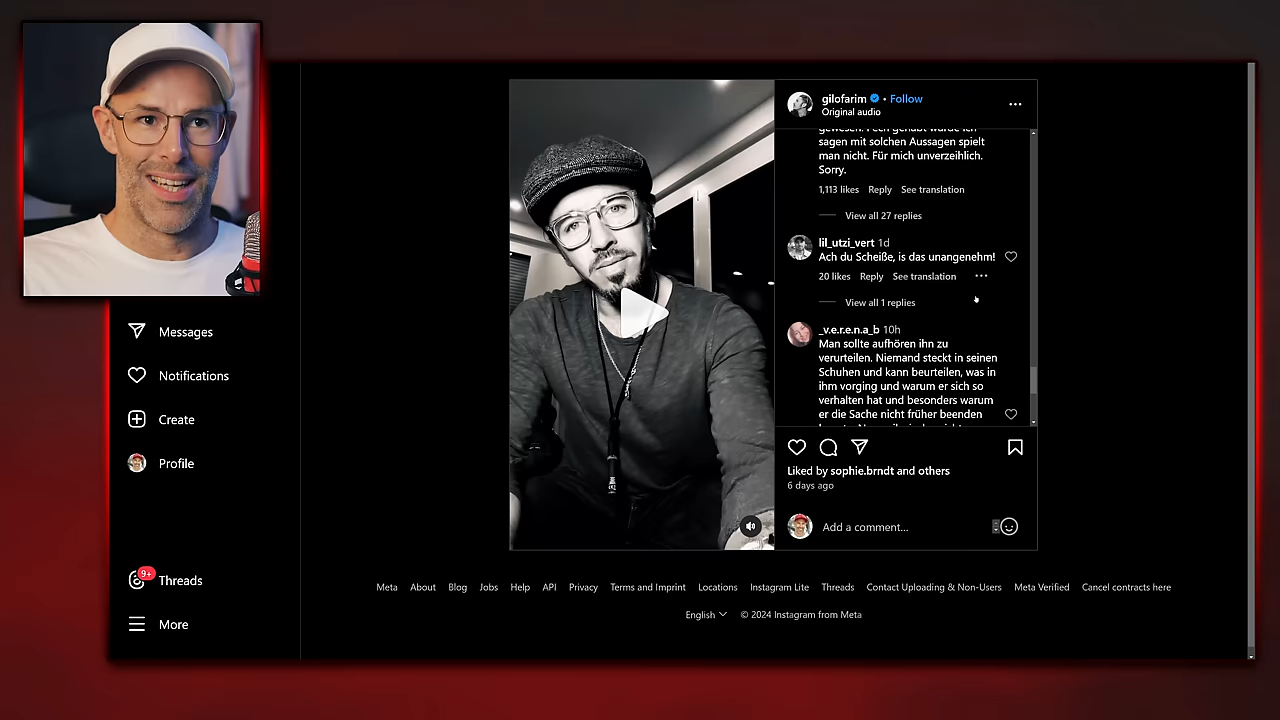 gilofarim • Follow
Original audio
sagen mit solchen Aussagen spielt
man nicht. Für mich unverzeihlich.
Sorry.
1,113 likes Reply See translation
View all 27 replies
lil_utzi_vert 1d
Ach du Scheiße, is das unangenehm!
20 likes Reply See translation
View all 1 replies
_v.e.r.e.n.a_b 10h
Man sollte aufhören ihn zu
verurteilen. Niemand steckt in seinen
Schuhen und kann beurteilen, was in
ihm vorging und warum er sich so
verhalten hat und besonders warum
er die Sache nicht früher beenden
Liked by sophie.brndt and others
6 days ago
Add a comment...
Messages
Notifications
Create
Profile
9+
Threads
More
Meta About Blog Jobs Help API Privacy Terms and Imprint Locations Instagram Lite Threads Contact Uploading & Non-Users Meta Verified Cancel contracts here
English © 2024 Instagram from Meta